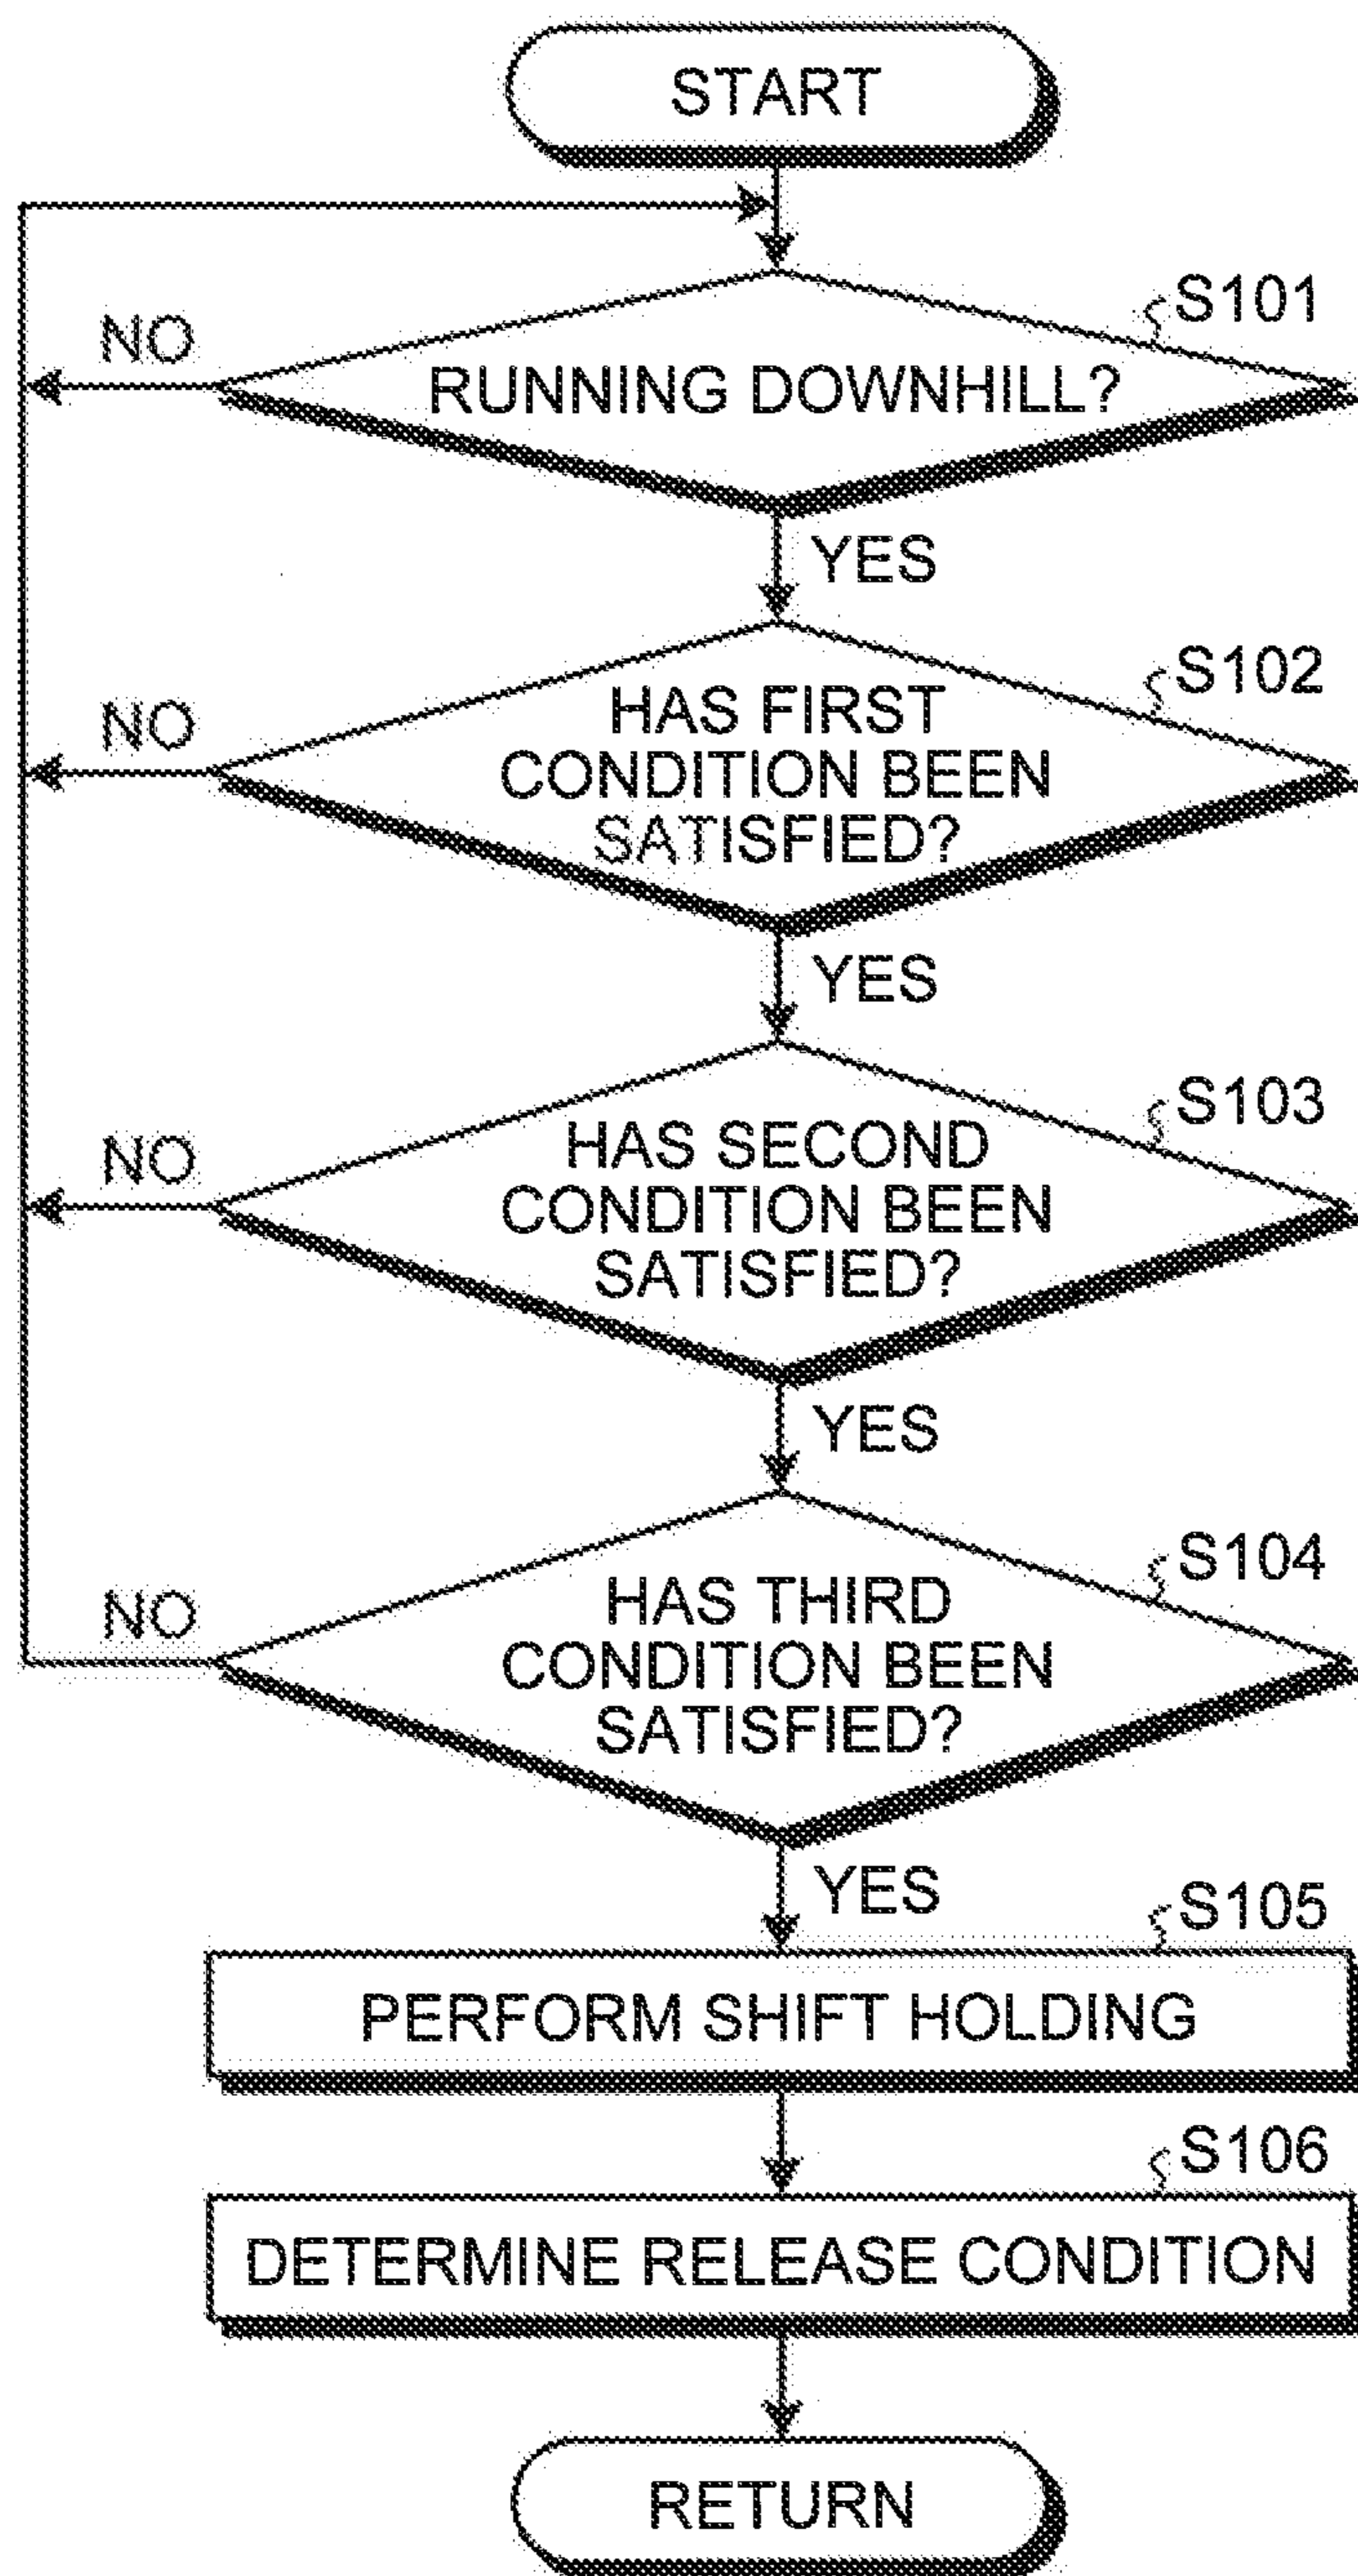 START
S101
NO
RUNNING DOWNHILL?
YES
S102
NO
HAS FIRST
CONDITION BEEN
SATISFIED?
YES
S103
NO
HAS SECOND
CONDITION BEEN
SATISFIED?
YES
S104
NO
HAS THIRD
CONDITION BEEN
SATISFIED?
YES
S105
PERFORM SHIFT HOLDING
S106
DETERMINE RELEASE CONDITION
RETURN